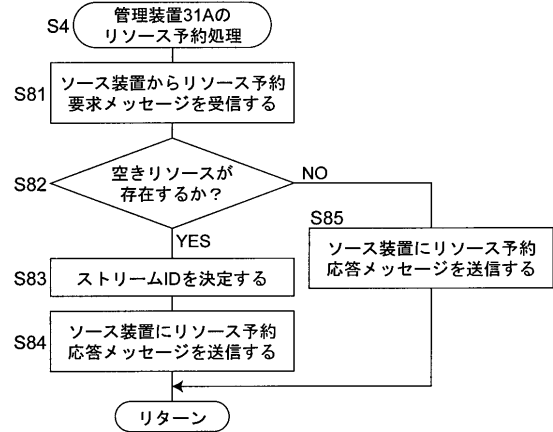 S4
管理装置31Aの
リソース予約処理
S81
ソース装置からリソース予約
要求メッセージを受信する
S82
空きリソースが
存在するか?
NO
YES
S85
ソース装置にリソース予約
応答メッセージを送信する
S83
ストリームIDを決定する
S84
ソース装置にリソース予約
応答メッセージを送信する
リターン